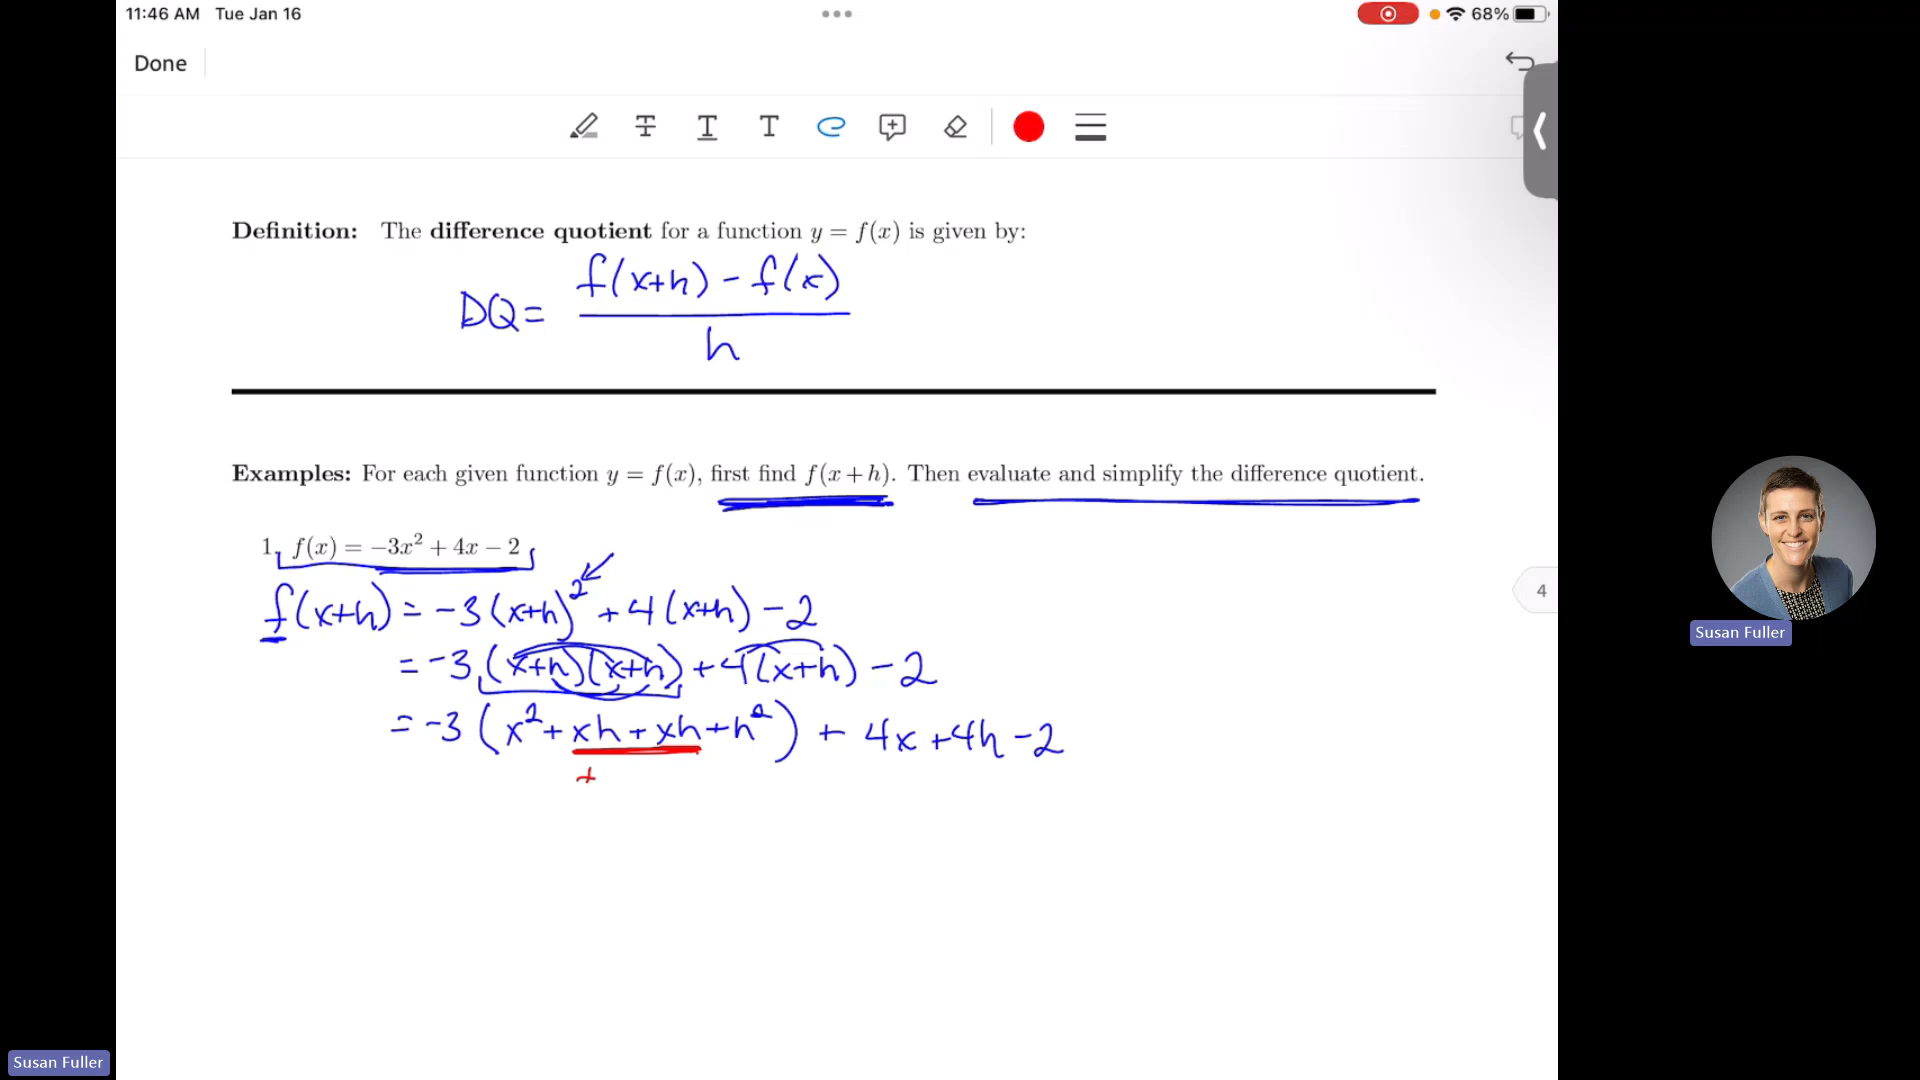 11:46 AM Tue Jan 16
68%
Done
Definition: The difference quotient for a function y = f(x) is given by:
DQ = f(x+h) - f(x)
h
Examples: For each given function y = f(x), first find f(x + h). Then evaluate and simplify the difference quotient.
1. f(x) = −3x² + 4x − 2
f(x+h) = -3(x+h)² + 4(x+h) - 2
= -3(x+h)(x+h) + 4(x+h) - 2
= -3(x² + xh + xh + h²) + 4x + 4h - 2
+
4
Susan Fuller
Susan Fuller